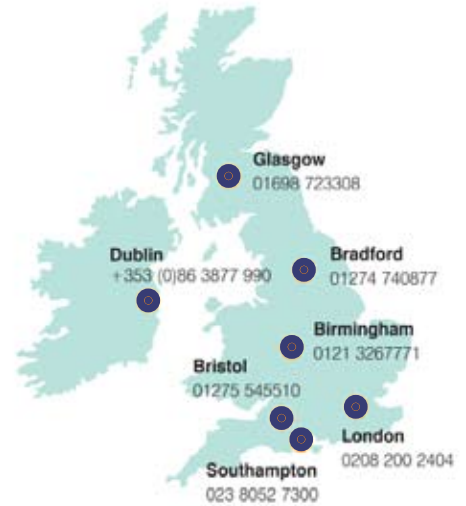 Glasgow
01698 723308
Dublin
+353 (0)86 3877 990
Bradford
01274 740877
Birmingham
0121 3267771
Bristol
01275 545510
London
0208 200 2404
Southampton
023 8052 7300